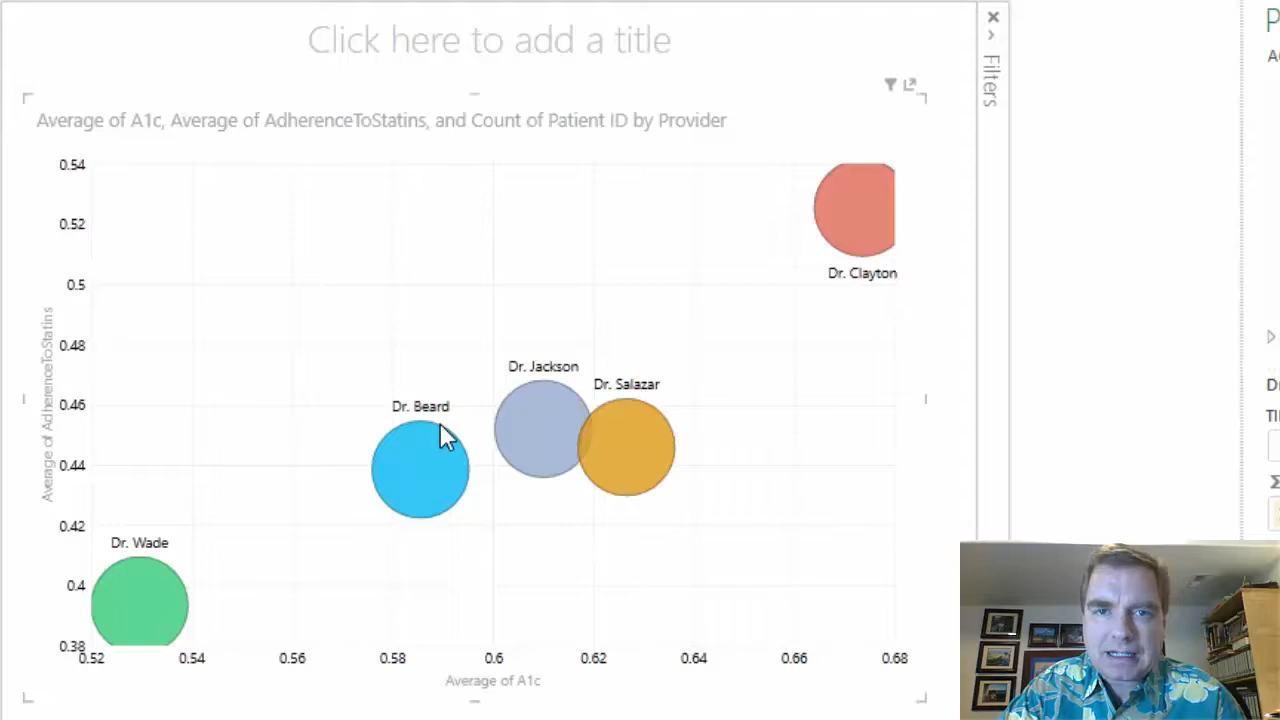 Click here to add a title
Filters
Average of A1c, Average of AdherenceToStatins, and Count of Patient ID by Provider
0.54
0.52
0.5
0.48
0.46
0.44
0.42
0.4
0.38
Average of AdherenceToStatins
Dr. Clayton
Dr. Jackson
Dr. Salazar
Dr. Beard
Dr. Wade
0.52
0.54
0.56
0.58
0.6
0.62
0.64
0.66
0.68
Average of A1c